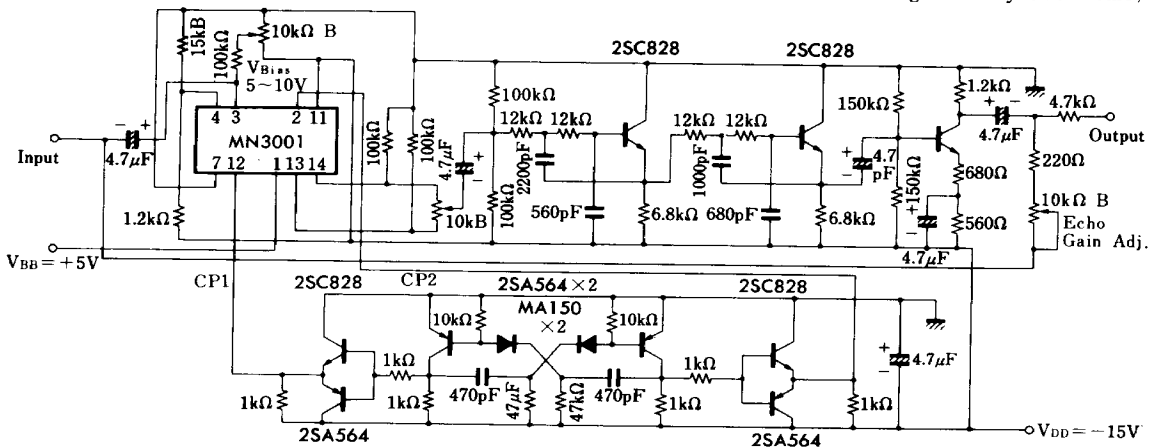 15kB
100kΩ
10kΩ B
VBias
5~10V
4 3 2 11
MN3001
7 12 1 13 14
Input
4.7μF
1.2kΩ
VBB=+5V
100kΩ
100kΩ
10kB
4.7μF
100kΩ
100kΩ
12kΩ
12kΩ
2200pF
560pF
2SC828
6.8kΩ
12kΩ
12kΩ
1000pF
680pF
2SC828
6.8kΩ
4.7
pF
150kΩ
+150kΩ
4.7μF
1.2kΩ
680Ω
560Ω
4.7μF
4.7kΩ
Output
220Ω
10kΩ B
Echo
Gain Adj.
CP1
CP2
2SC828
2SA564×2
MA150
×2
2SC828
10kΩ
10kΩ
1kΩ
1kΩ
1kΩ
470pF
47μF
47kΩ
470pF
1kΩ
1kΩ
1kΩ
4.7μF
2SA564
2SA564
VDD=−15V